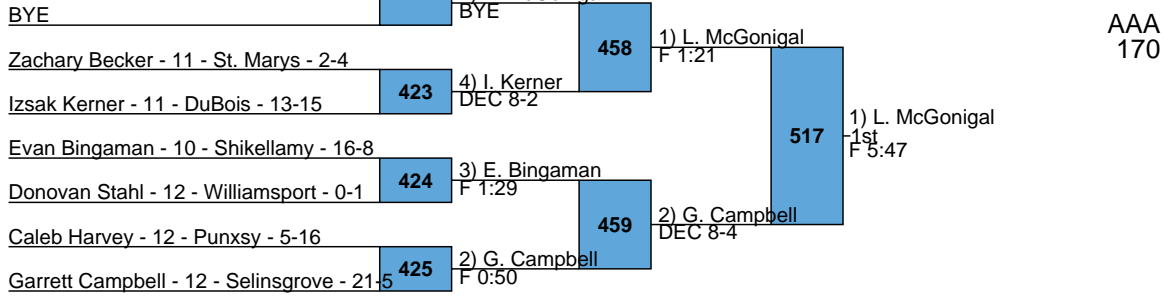 BYE
BYE
458
1) L. McGonigal
F 1:21
AAA
170
Zachary Becker - 11 - St. Marys - 2-4
423
4) I. Kerner
DEC 8-2
Izsak Kerner - 11 - DuBois - 13-15
517
1) L. McGonigal
1st
F 5:47
Evan Bingaman - 10 - Shikellamy - 16-8
424
3) E. Bingaman
F 1:29
Donovan Stahl - 12 - Williamsport - 0-1
459
2) G. Campbell
DEC 8-4
Caleb Harvey - 12 - Punxsy - 5-16
425
2) G. Campbell
F 0:50
Garrett Campbell - 12 - Selinsgrove - 21-5